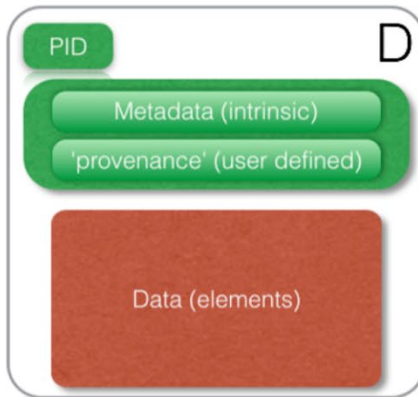 PID
D
Metadata (intrinsic)
'provenance' (user defined)
Data (elements)